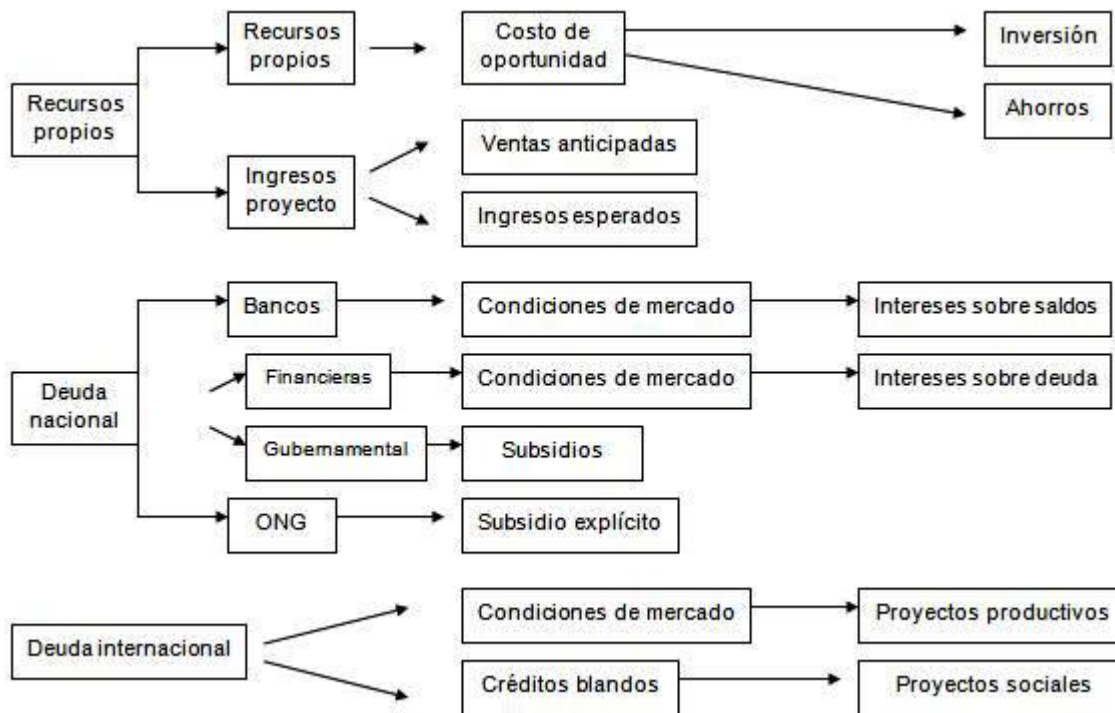 Recursos
propios
Recursos
propios
Costo de
oportunidad
Inversión
Ahorros
Ingresos
proyecto
Ventas anticipadas
Ingresos esperados
Deuda
nacional
Bancos
Condiciones de mercado
Intereses sobre saldos
Financieras
Condiciones de mercado
Intereses sobre deuda
Gubernamental
Subsidios
ONG
Subsidio explícito
Deuda internacional
Condiciones de mercado
Proyectos productivos
Créditos blandos
Proyectos sociales